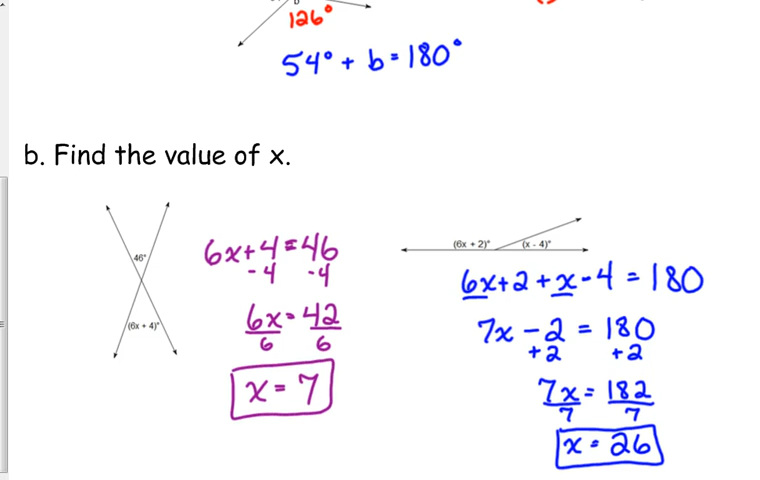 126°
54° + b = 180°
b. Find the value of x.
46°
(6x + 4)°
6x+4 = 46
-4 -4
6x = 42
6 6
x = 7
(6x + 2)° (x - 4)°
6x+2 + x - 4 = 180
7x - 2 = 180
+2 +2
7x = 182
7 7
x = 26